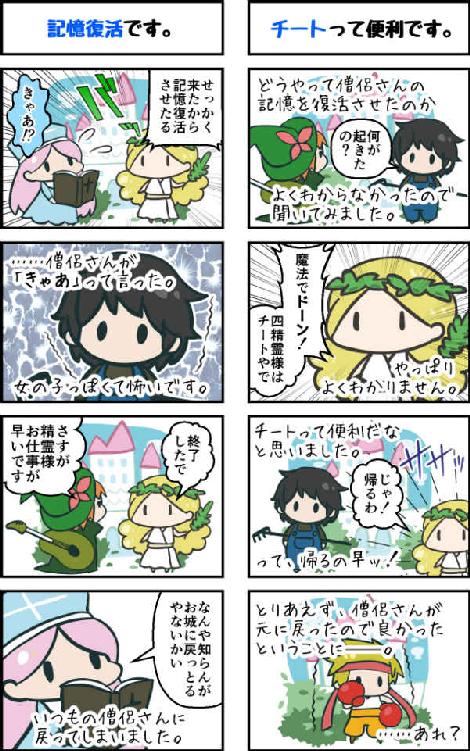 チートって便利です。
どうやって僧侶さんの
記憶を復活させたのか
何が
起きた
の？
よくわからなかったので
聞いてみました。
魔法でドーン！
四精霊様は
チートやで
やっぱり
よくわかりません。
チートって便利だな
と思いました。
ササッ
じゃ
帰るわ！
って、帰るの早ッ！
とりあえず、僧侶さんが
元に戻ったので良かった
ということに――。
……あれ？
記憶復活です。
せっかく
来たから
記憶復活
させたる
バッ
きゃあ！？
……僧侶さんが
「きゃあ」って言った。
女の子っぽくて怖いです。
終了
したで
さすが
精霊様
お仕事が
早いですが
なんや知らんが
お城に戻っとる
やないかい
いつもの僧侶さんに
戻ってしまいました。